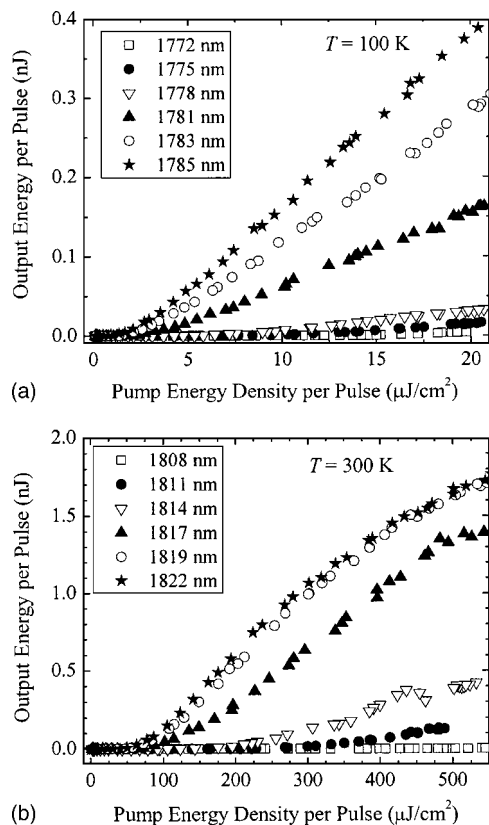 T = 100 K
1772 nm
1775 nm
1778 nm
1781 nm
1783 nm
1785 nm
Output Energy per Pulse (nJ)
0.4
0.3
0.2
0.1
0.0
0 5 10 15 20
(a) Pump Energy Density per Pulse (μJ/cm²)
T = 300 K
1808 nm
1811 nm
1814 nm
1817 nm
1819 nm
1822 nm
Output Energy per Pulse (nJ)
2.0
1.5
1.0
0.5
0.0
0 100 200 300 400 500
(b) Pump Energy Density per Pulse (μJ/cm²)